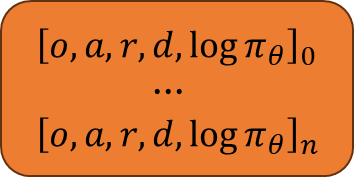 [o, a, r, d, log π_θ]_0
...
[o, a, r, d, log π_θ]_n